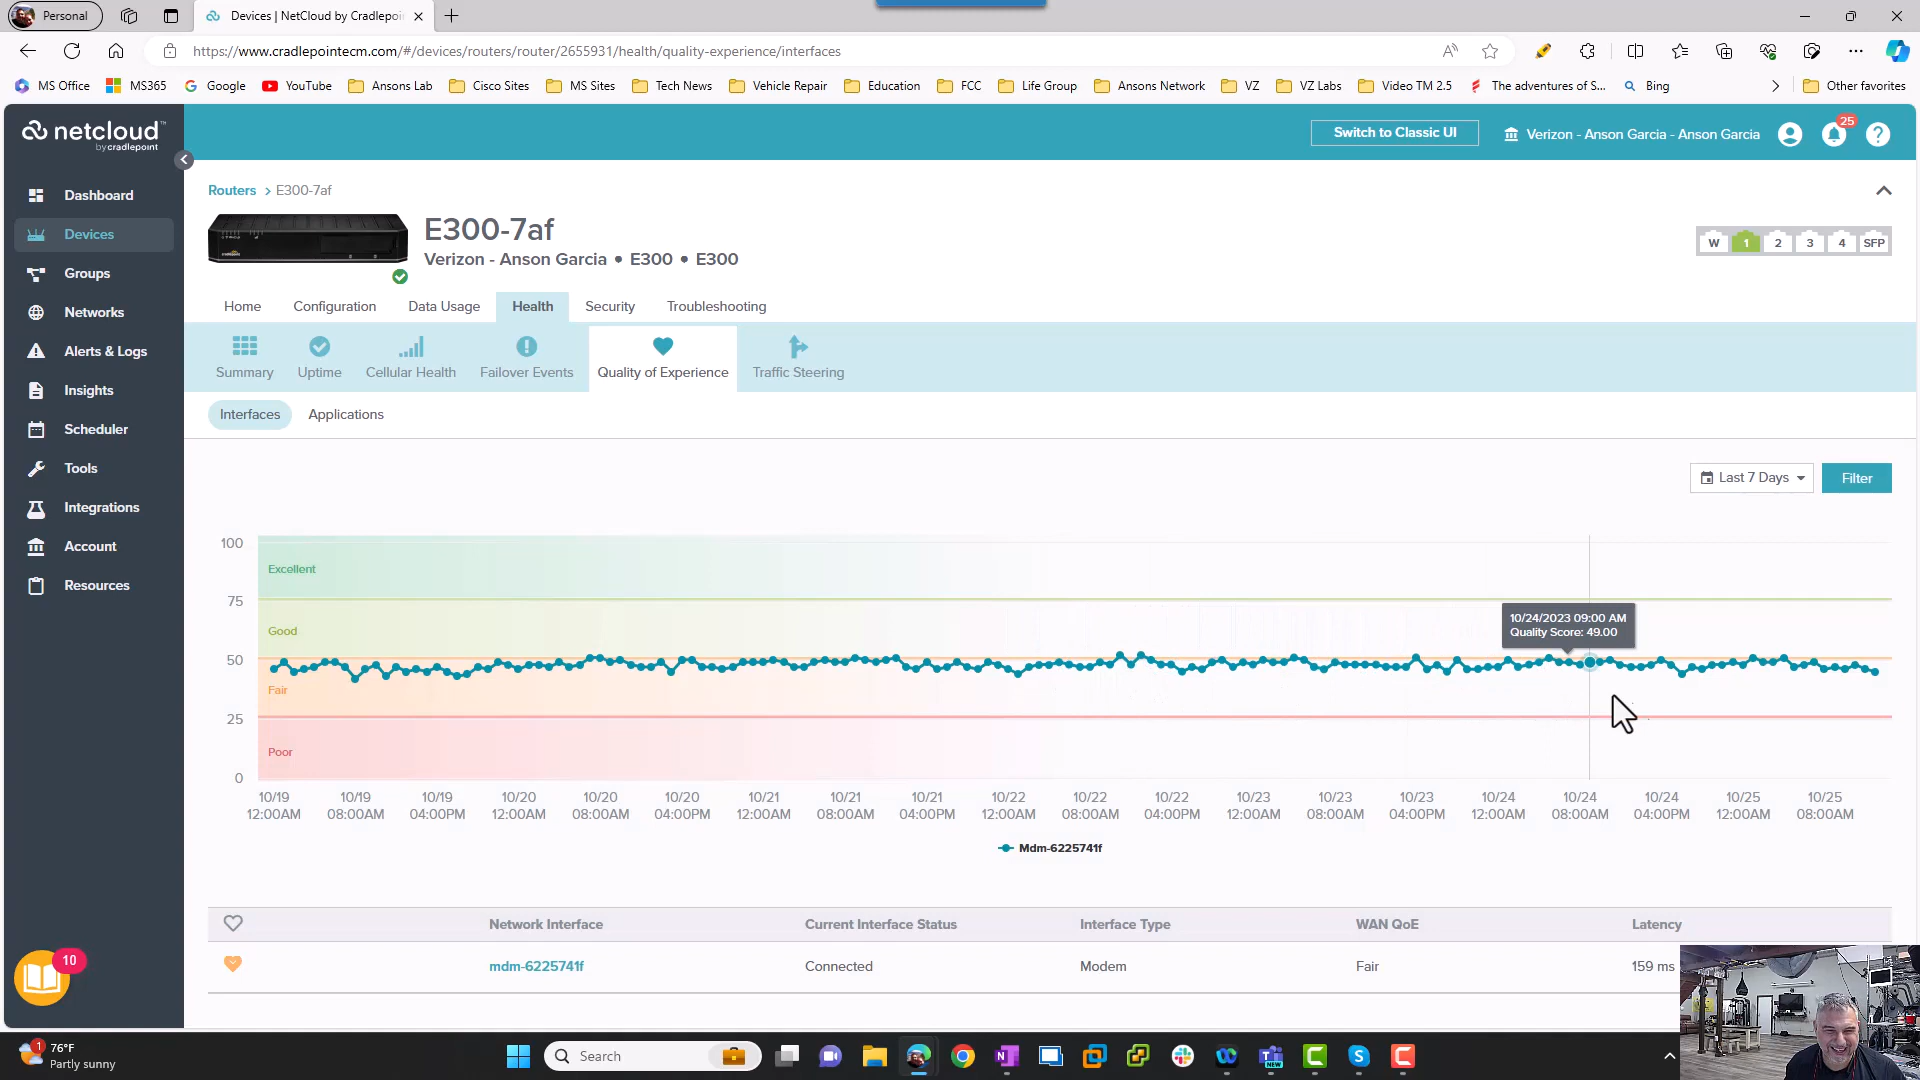 Personal
Devices | NetCloud by Cradlepoi
https://www.cradlepointecm.com/#/devices/routers/router/2655931/health/quality-experience/interfaces
MS Office
MS365
Google
YouTube
Ansons Lab
Cisco Sites
MS Sites
Tech News
Vehicle Repair
Education
FCC
Life Group
Ansons Network
VZ
VZ Labs
Video TM 2.5
The adventures of S...
Bing
Other favorites
netcloud™
by cradlepoint
Switch to Classic UI
Verizon - Anson Garcia - Anson Garcia
25
Dashboard
Devices
Groups
Networks
Alerts & Logs
Insights
Scheduler
Tools
Integrations
Account
Resources
10
Routers > E300-7af
E300-7af
Verizon - Anson Garcia • E300 • E300
W 1 2 3 4 SFP
Home
Configuration
Data Usage
Health
Security
Troubleshooting
Summary
Uptime
Cellular Health
Failover Events
Quality of Experience
Traffic Steering
Interfaces
Applications
Last 7 Days
Filter
100
Excellent
75
Good
50
Fair
25
Poor
0
10/24/2023 09:00 AM
Quality Score: 49.00
10/19 10/19 10/19 10/20 10/20 10/20 10/21 10/21 10/21 10/22 10/22 10/22 10/23 10/23 10/23 10/24 10/24 10/24 10/25 10/25
12:00AM 08:00AM 04:00PM 12:00AM 08:00AM 04:00PM 12:00AM 08:00AM 04:00PM 12:00AM 08:00AM 04:00PM 12:00AM 08:00AM 04:00PM 12:00AM 08:00AM 04:00PM 12:00AM 08:00AM
Mdm-6225741f
Network Interface Current Interface Status Interface Type WAN QoE Latency
mdm-6225741f Connected Modem Fair 159 ms
1
76°F
Partly sunny
Search
NEW